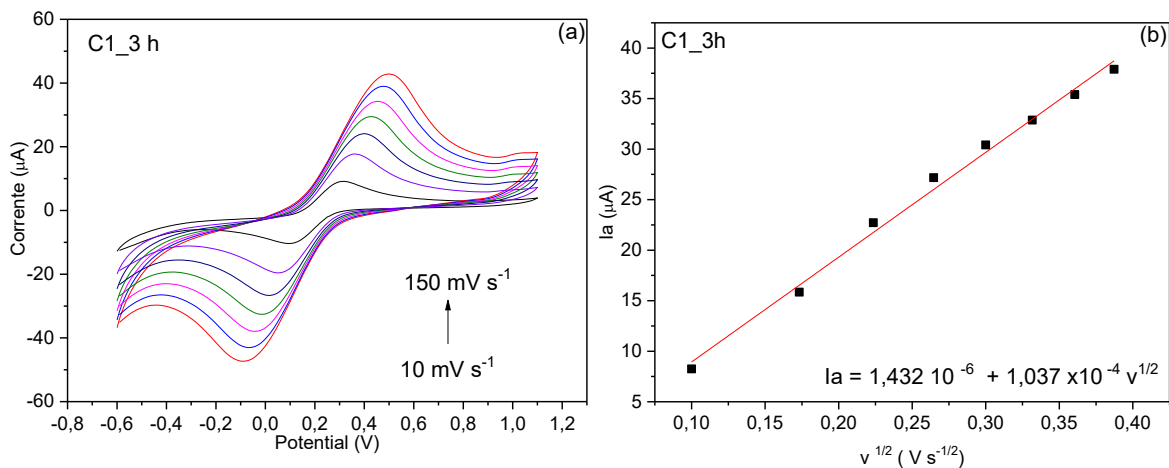 C1_3 h
(a)
Corrente (μA)
60
40
20
0
-20
-40
-60
150 mV s⁻¹
10 mV s⁻¹
-0,8 -0,6 -0,4 -0,2 0,0 0,2 0,4 0,6 0,8 1,0 1,2
Potential (V)
C1_3h
(b)
Ia (μA)
40
35
30
25
20
15
10
5
Ia = 1,432 10⁻⁶ + 1,037 x10⁻⁴ v¹/²
0,10 0,15 0,20 0,25 0,30 0,35 0,40
v ¹/² ( V s⁻¹/²)